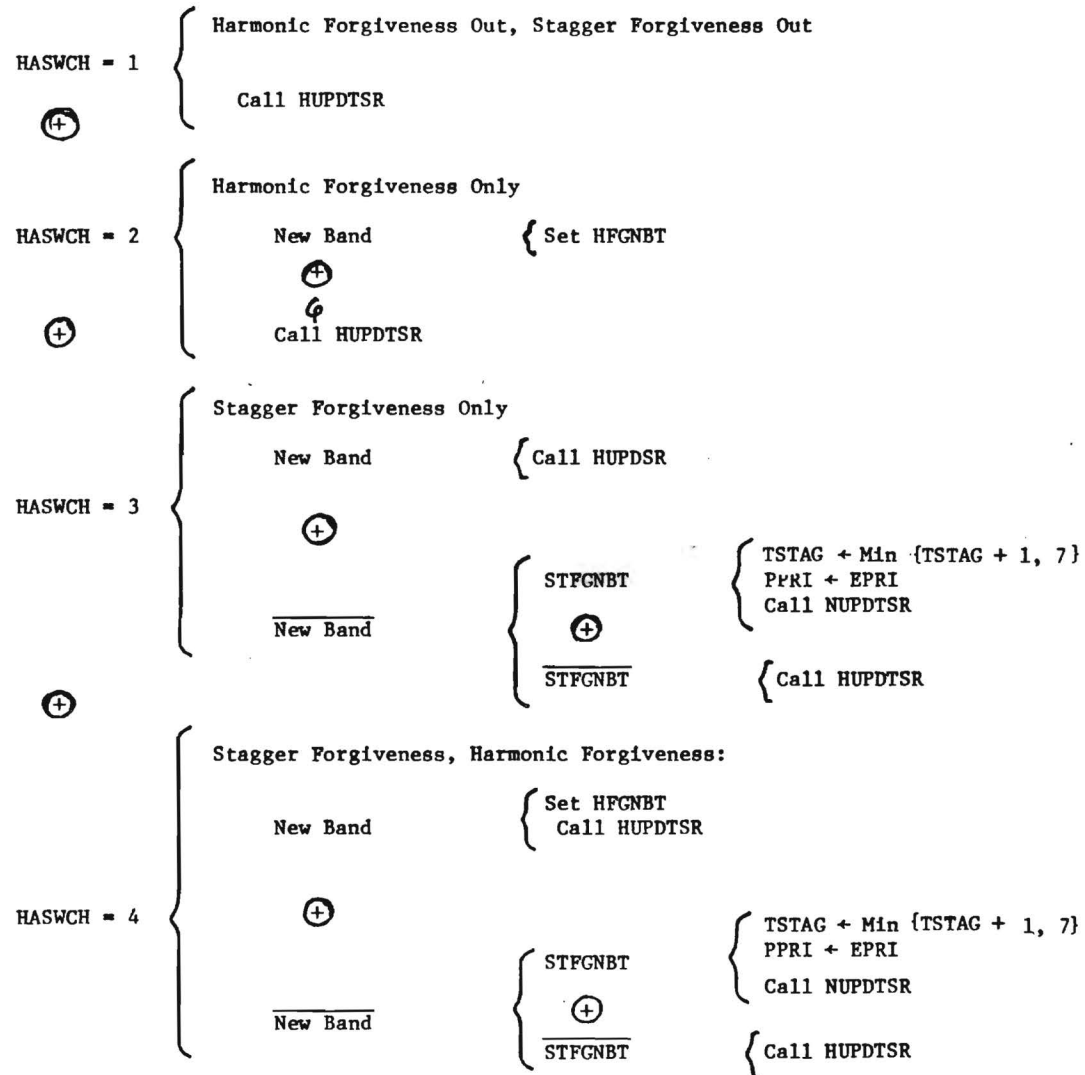 Harmonic Forgiveness Out, Stagger Forgiveness Out
HASWCH = 1
Call HUPDTSR
+
Harmonic Forgiveness Only
HASWCH = 2 New Band Set HFGNBT
+
+
Call HUPDTSR
Stagger Forgiveness Only
New Band Call HUPDSR
HASWCH = 3
+
TSTAG ← Min {TSTAG + 1, 7}
STFGNBT PPRI ← EPRI
Call NUPDTSR
New Band +
STFGNBT Call HUPDTSR
+
Stagger Forgiveness, Harmonic Forgiveness:
Set HFGNBT
New Band Call HUPDTSR
HASWCH = 4 +
TSTAG ← Min {TSTAG + 1, 7}
STFGNBT PPRI ← EPRI
Call NUPDTSR
New Band +
STFGNBT Call HUPDTSR